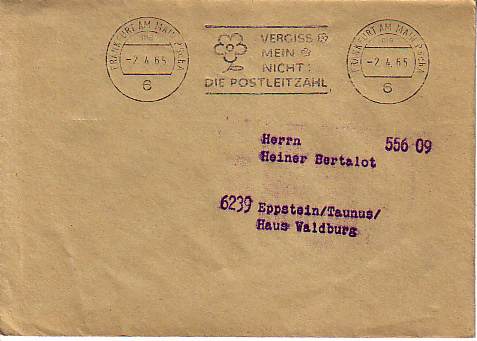 FRANKFURT AM MAIN
-2.4.65
6
VERGISS
MEIN
NICHT!
DIE POSTLEITZAHL
FRANKFURT AM MAIN
-2.4.65
6
Herrn 556 09
Heiner Bertalot
6239 Eppstein/Taunus/
Haus Waldburg